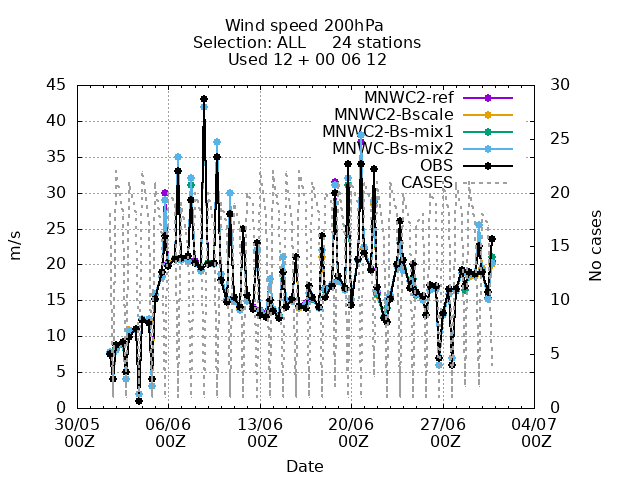 Wind speed 200hPa
Selection: ALL     24 stations
Used 12 + 00 06 12
MNWC2-ref
MNWC2-Bscale
MNWC2-Bs-mix1
MNWC-Bs-mix2
OBS
CASES
45
40
35
30
25
20
15
10
5
0
m/s
30
25
20
15
10
5
0
No cases
30/05 06/06 13/06 20/06 27/06 04/07
00Z 00Z 00Z 00Z 00Z 00Z
Date